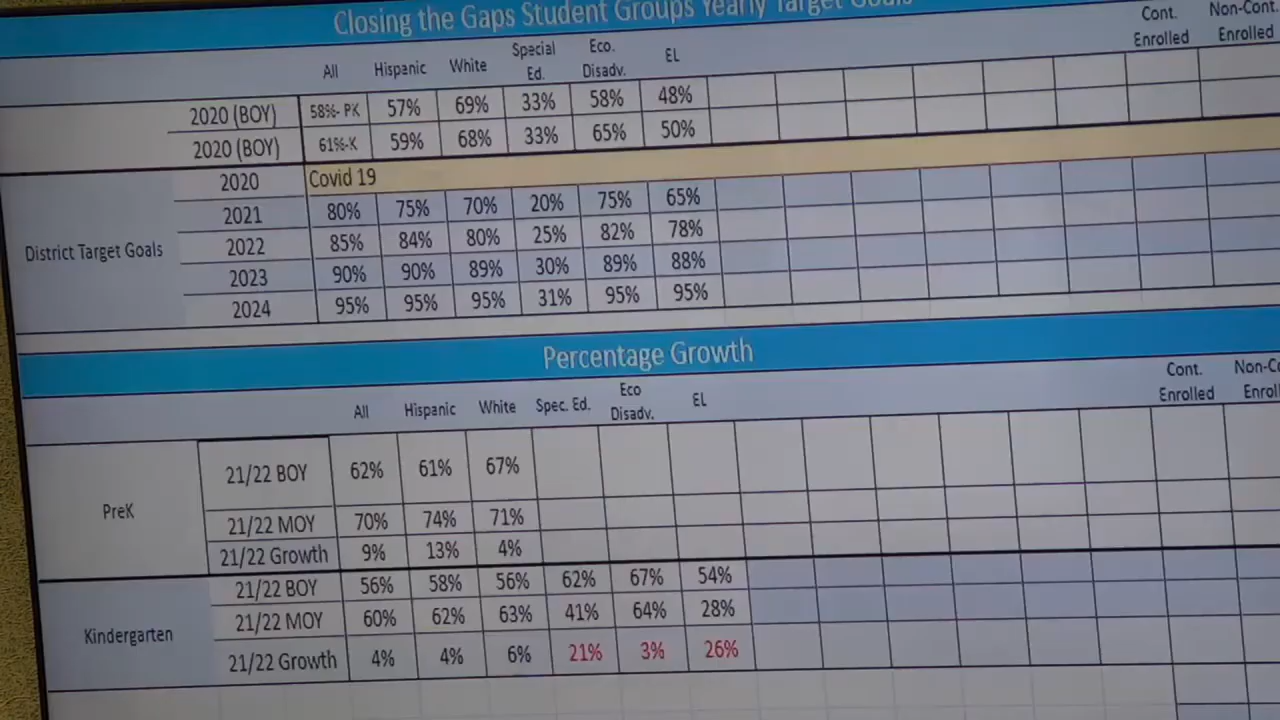 Closing the Gaps Student Groups Yearly Target Goals
All Hispanic White Special Ed. Eco. Disadv. EL Cont. Enrolled Non-Cont. Enrolled
2020 (BOY) 58%- PK 57% 69% 33% 58% 48%
2020 (BOY) 61%-K 59% 68% 33% 65% 50%
District Target Goals
2020 Covid 19
2021 80% 75% 70% 20% 75% 65%
2022 85% 84% 80% 25% 82% 78%
2023 90% 90% 89% 30% 89% 88%
2024 95% 95% 95% 31% 95% 95%
Percentage Growth
All Hispanic White Spec. Ed. Eco Disadv. EL Cont. Enrolled Non-Co Enrol
PreK
21/22 BOY 62% 61% 67%
21/22 MOY 70% 74% 71%
21/22 Growth 9% 13% 4%
Kindergarten
21/22 BOY 56% 58% 56% 62% 67% 54%
21/22 MOY 60% 62% 63% 41% 64% 28%
21/22 Growth 4% 4% 6% 21% 3% 26%